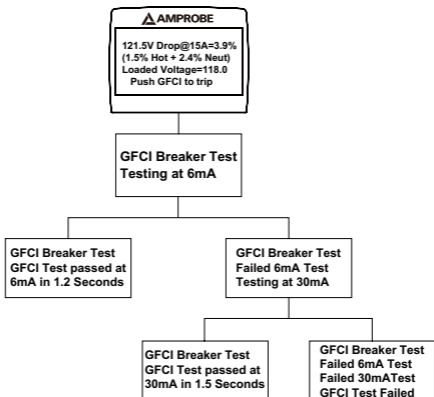 AMPROBE
121.5V Drop@15A=3.9%
(1.5% Hot + 2.4% Neut)
Loaded Voltage=118.0
Push GFCI to trip
GFCI Breaker Test
Testing at 6mA
GFCI Breaker Test
GFCI Test passed at
6mA in 1.2 Seconds
GFCI Breaker Test
Failed 6mA Test
Testing at 30mA
GFCI Breaker Test
GFCI Test passed at
30mA in 1.5 Seconds
GFCI Breaker Test
Failed 6mA Test
Failed 30mATest
GFCI Test Failed